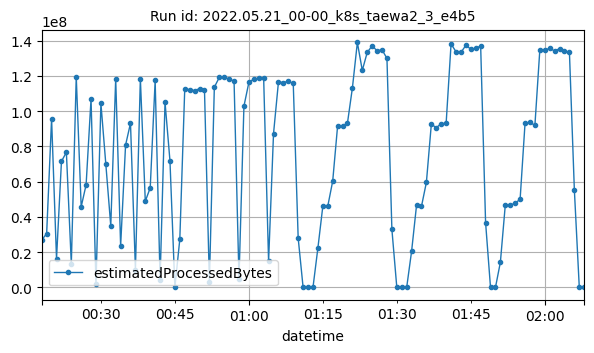 Run id: 2022.05.21_00-00_k8s_taewa2_3_e4b5
1e8
1.4
1.2
1.0
0.8
0.6
0.4
0.2
0.0
estimatedProcessedBytes
00:30 00:45 01:00 01:15 01:30 01:45 02:00
datetime